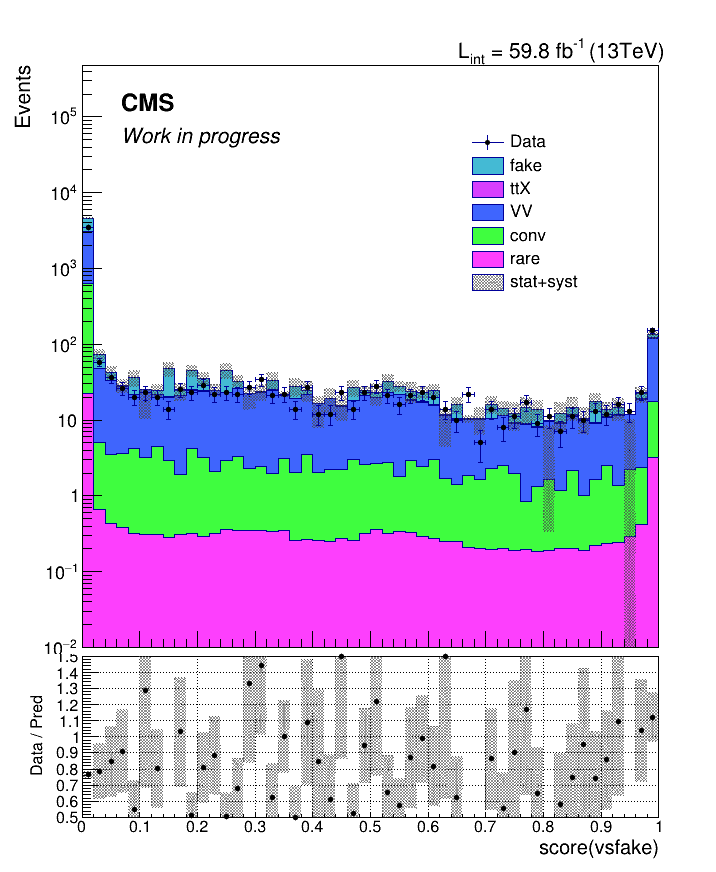 L_int = 59.8 fb^-1 (13TeV)
Events
CMS
Work in progress
Data
fake
ttX
VV
conv
rare
stat+syst
10^5
10^4
10^3
10^2
10
1
10^-1
10^-2
Data / Pred
1.5
1.4
1.3
1.2
1.1
1
0.9
0.8
0.7
0.6
0.5
0 0.1 0.2 0.3 0.4 0.5 0.6 0.7 0.8 0.9 1
score(vsfake)